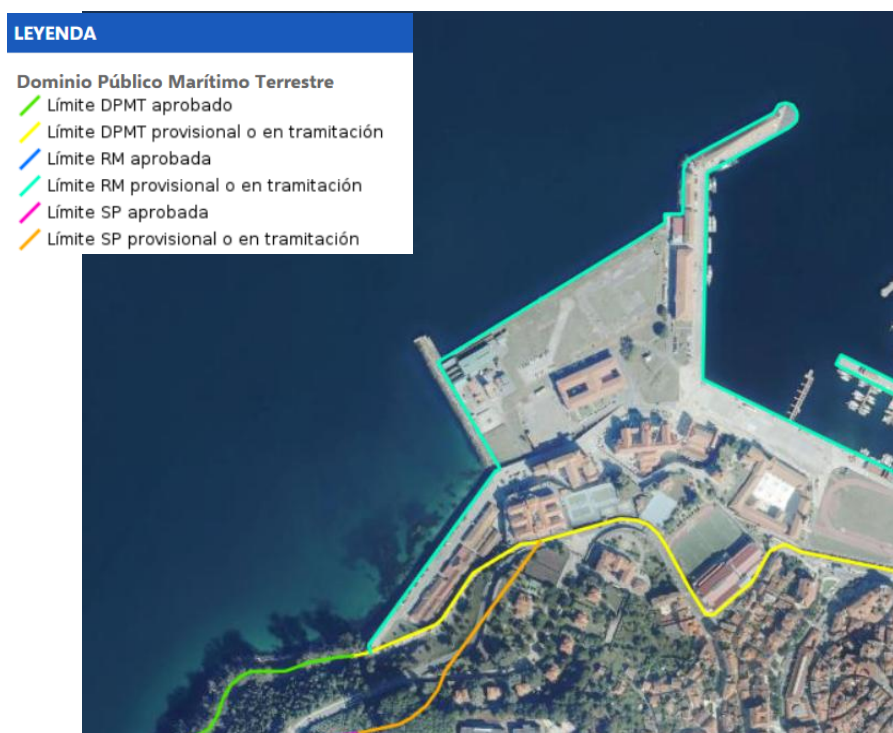 LEYENDA
Dominio Público Marítimo Terrestre
Límite DPMT aprobado
Límite DPMT provisional o en tramitación
Límite RM aprobada
Límite RM provisional o en tramitación
Límite SP aprobada
Límite SP provisional o en tramitación